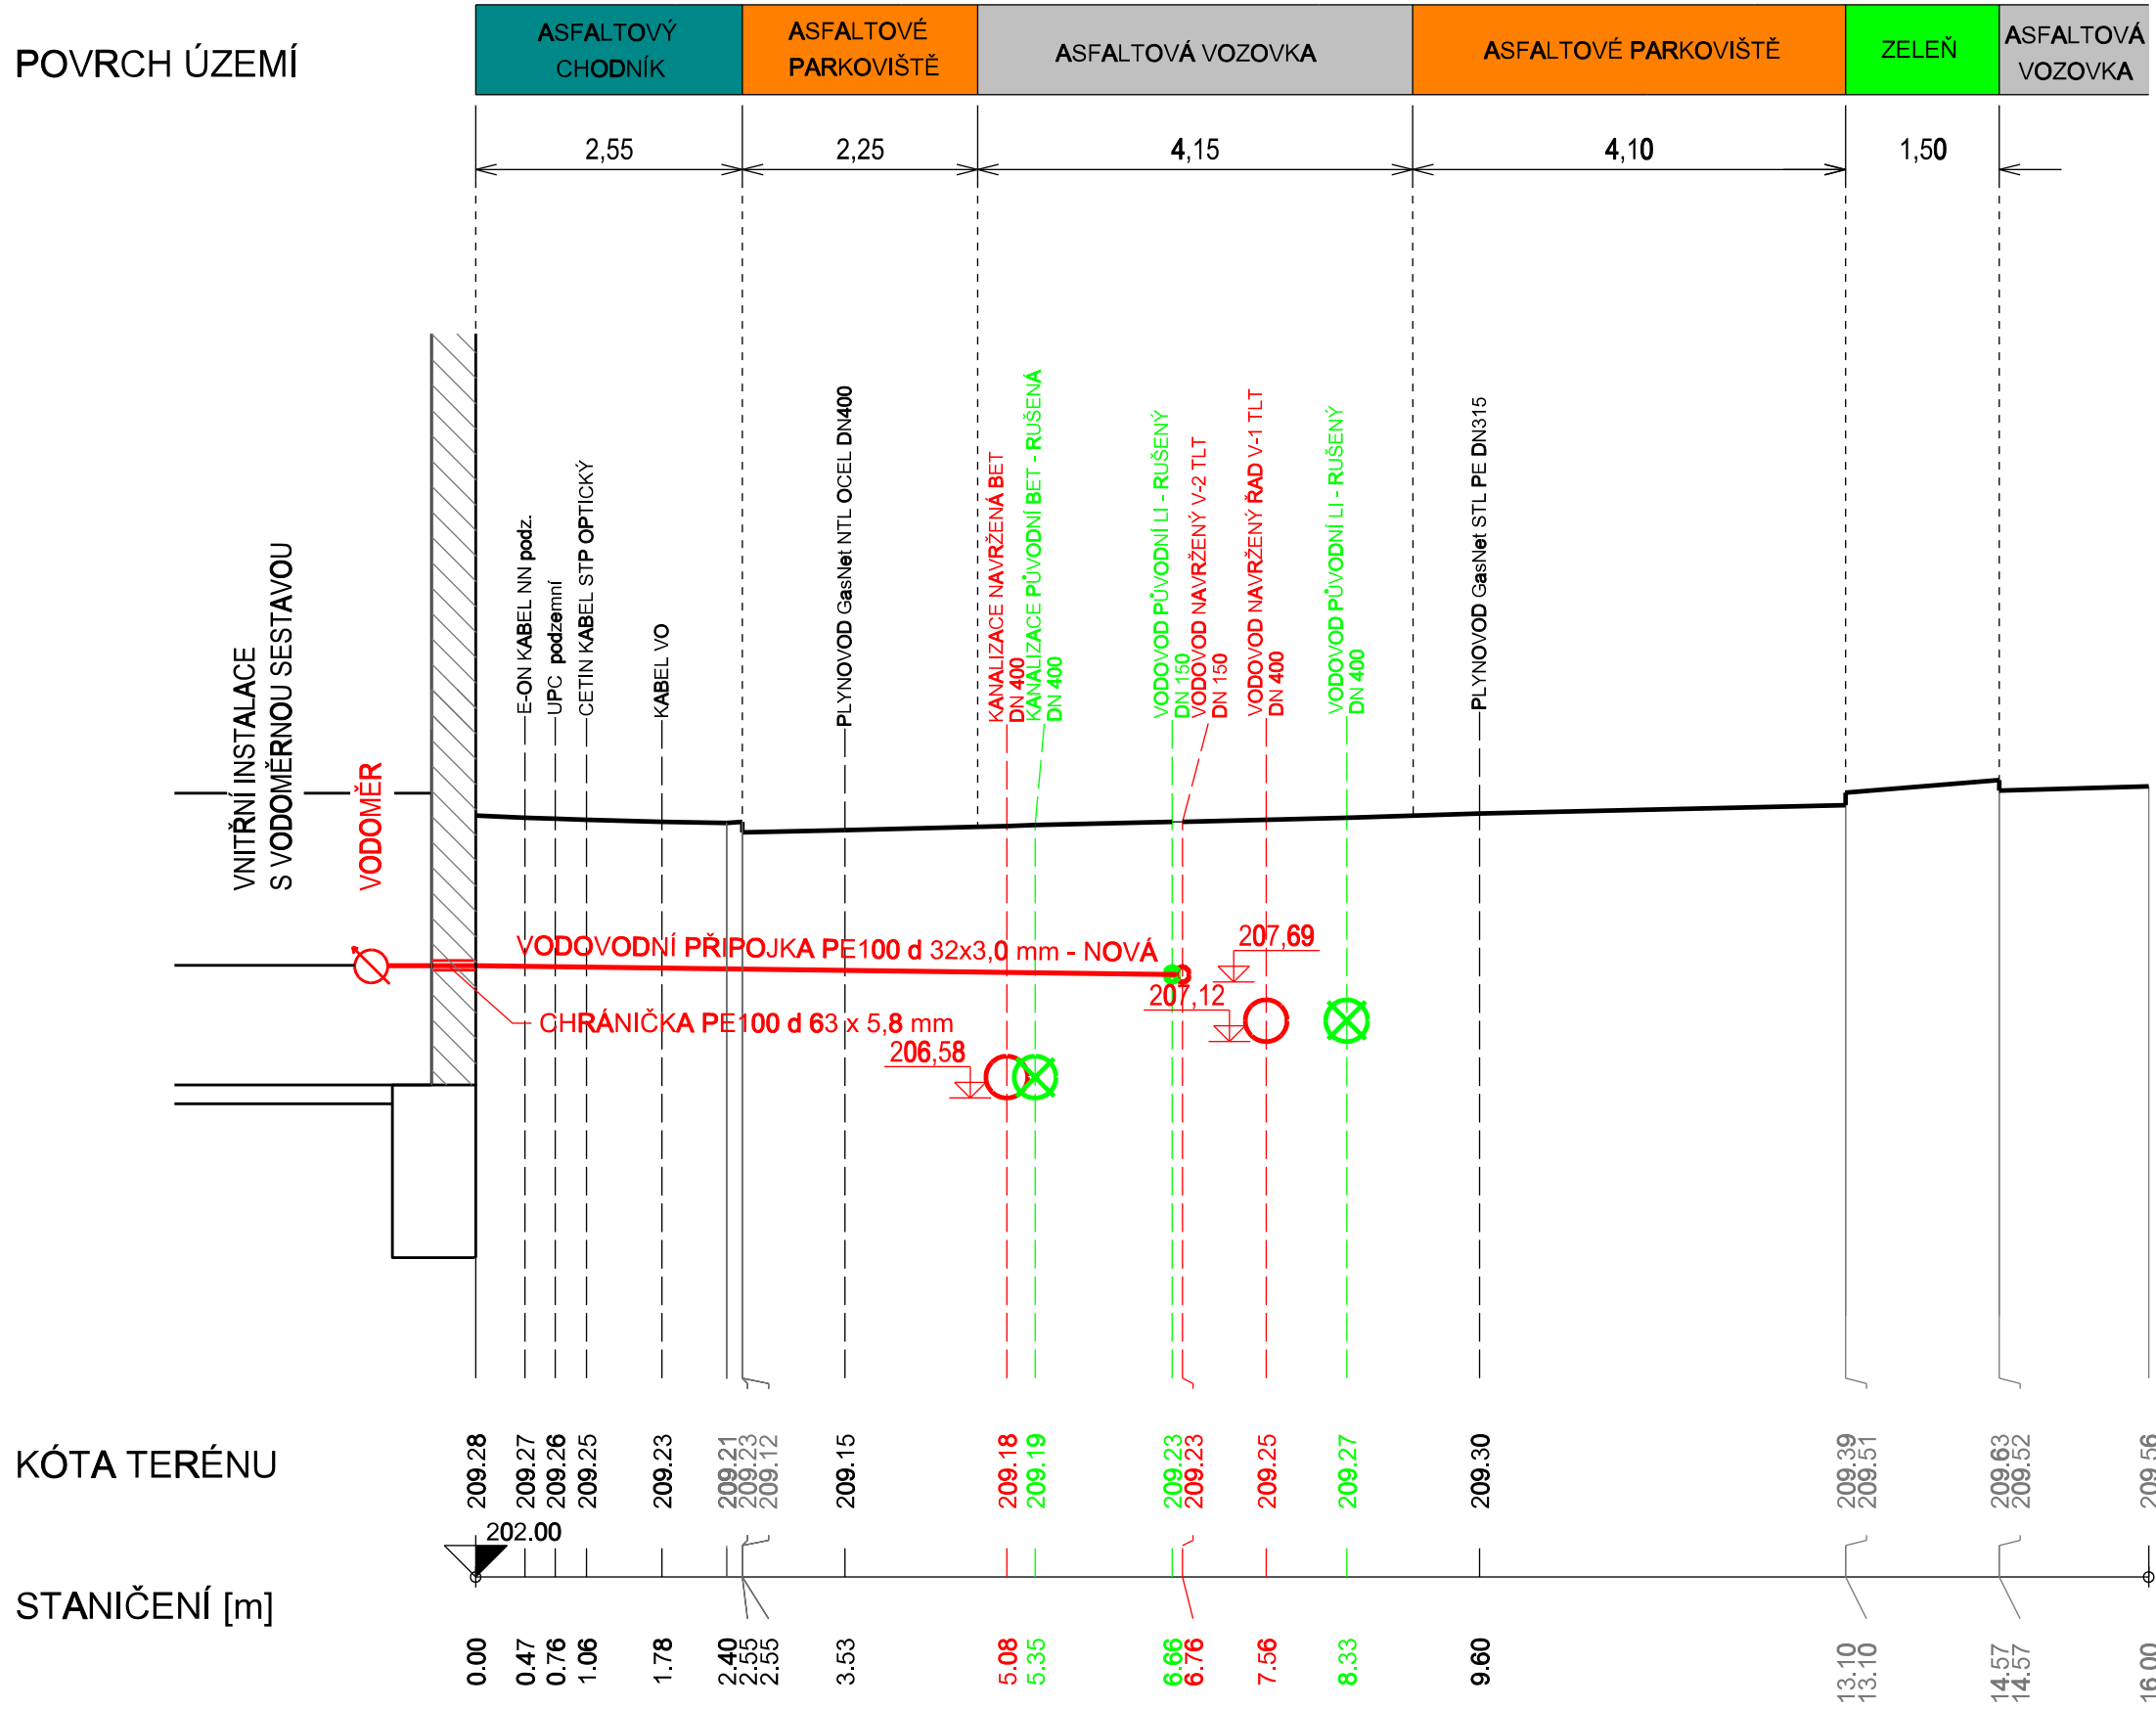 POVRCH ÚZEMÍ
ASFALTOVÝ
CHODNÍK
ASFALTOVÉ
PARKOVIŠTĚ
ASFALTOVÁ VOZOVKA
ASFALTOVÉ PARKOVIŠTĚ
ZELEŇ
ASFALTOVÁ
VOZOVKA
2,55
2,25
4,15
4,10
1,50
VNITŘNÍ INSTALACE
S VODOMĚRNOU SESTAVOU
VODOMĚR
E-ON KABEL NN podz.
UPC podzemní
CETIN KABEL STP OPTICKÝ
KABEL VO
PLYNOVOD GasNet NTL OCEL DN400
KANALIZACE NAVRŽENÁ BET
DN 400
KANALIZACE PŮVODNÍ BET - RUŠENÁ
DN 400
VODOVOD PŮVODNÍ LI - RUŠENÝ
DN 150
VODOVOD NAVRŽENÝ V-2 TLT
DN 150
VODOVOD NAVRŽENÝ ŘAD V-1 TLT
DN 400
VODOVOD PŮVODNÍ LI - RUŠENÝ
DN 400
PLYNOVOD GasNet STL PE DN315
VODOVODNÍ PŘIPOJKA PE100 d 32x3,0 mm - NOVÁ
207,69
207,12
CHRÁNIČKA PE100 d 63 x 5,8 mm
206,58
KÓTA TERÉNU
209.28
209.27
209.26
209.25
209.23
209.21
209.23
209.12
209.15
209.18
209.19
209.23
209.23
209.25
209.27
209.30
209.39
209.51
209.63
209.52
209.56
202.00
STANIČENÍ [m]
0.00
0.47
0.76
1.06
1.78
2.40
2.55
2.55
3.53
5.08
5.35
6.66
6.76
7.56
8.33
9.60
13.10
13.10
14.57
14.57
16.00